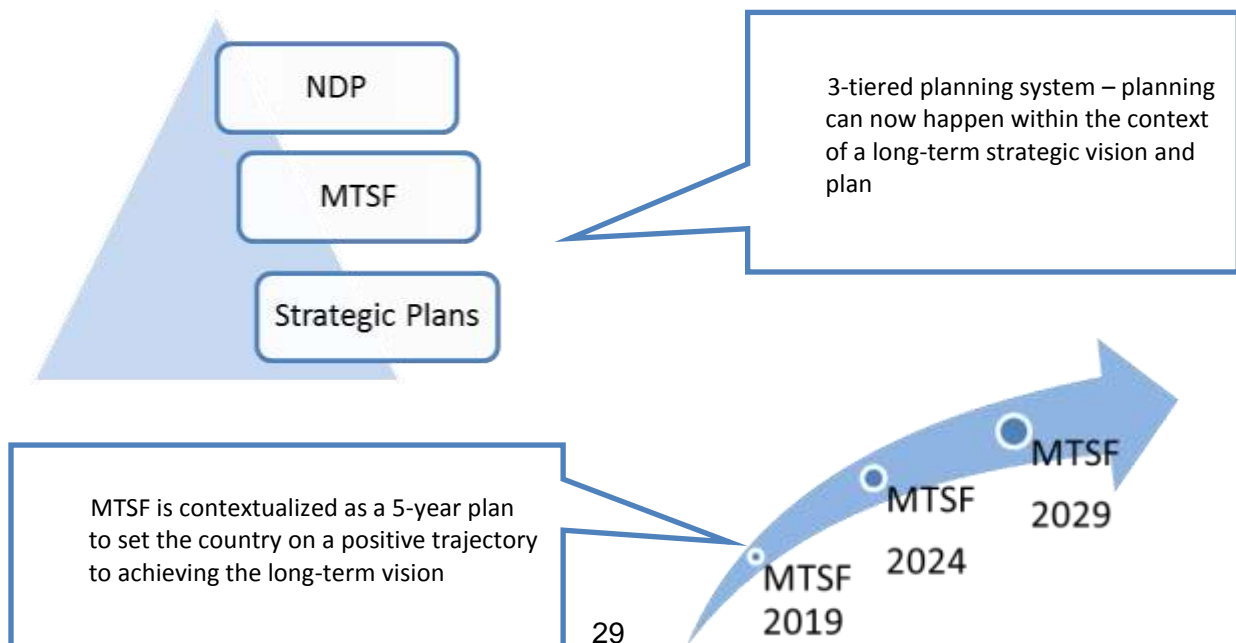 NDP
MTSF
Strategic Plans
3-tiered planning system – planning
can now happen within the context
of a long-term strategic vision and
plan
MTSF is contextualized as a 5-year plan
to set the country on a positive trajectory
to achieving the long-term vision
MTSF
2019
MTSF
2024
MTSF
2029
29